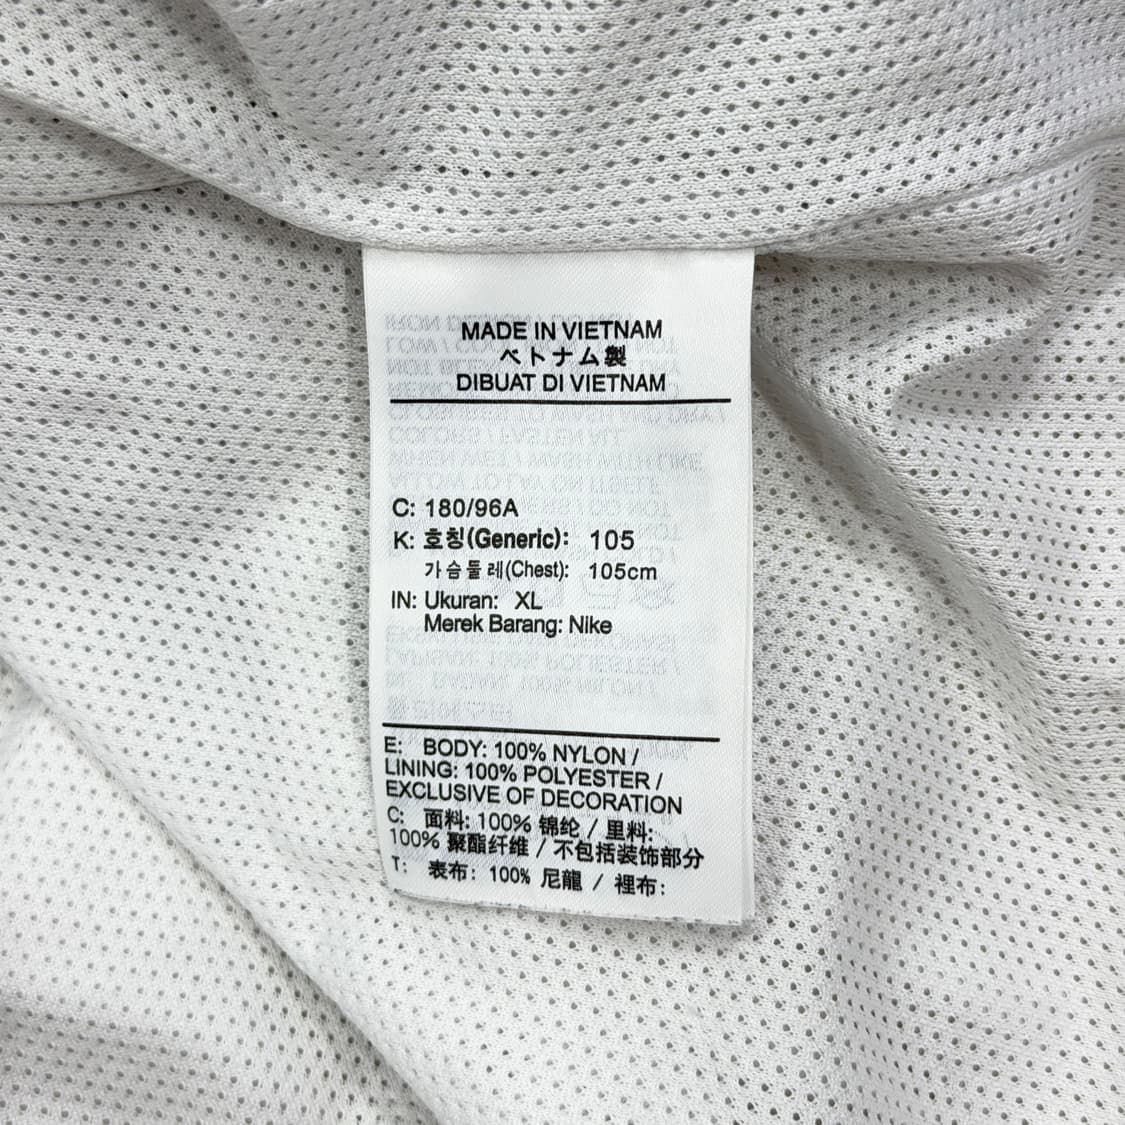 MADE IN VIETNAM
ベトナム製
DIBUAT DI VIETNAM
C: 180/96A
K: 호칭(Generic): 105
가슴둘레(Chest): 105cm
IN: Ukuran: XL
Merek Barang: Nike
E: BODY: 100% NYLON /
LINING: 100% POLYESTER /
EXCLUSIVE OF DECORATION
C: 面料: 100% 锦纶 / 里料:
100% 聚酯纤维 / 不包括装饰部分
T: 表布: 100% 尼龍 / 裡布: